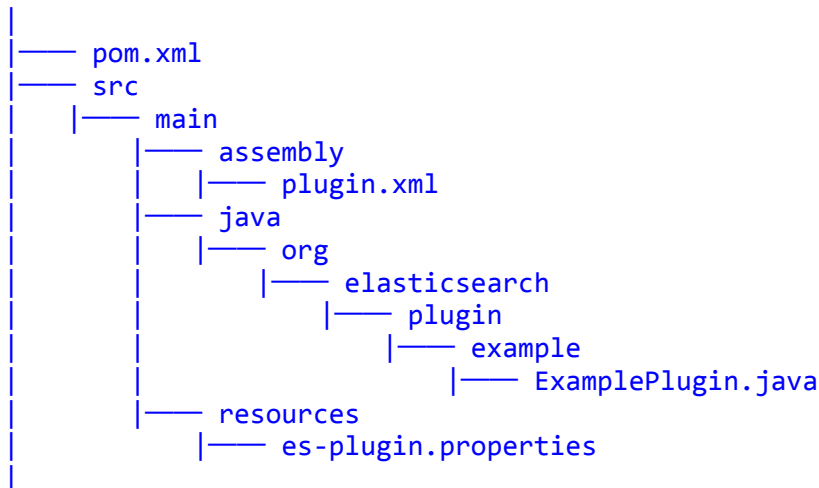 pom.xml
src
main
assembly
plugin.xml
java
org
elasticsearch
plugin
example
ExamplePlugin.java
resources
es-plugin.properties